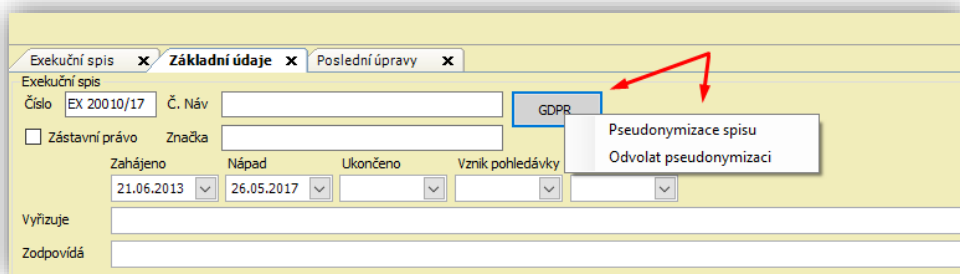 Exekuční spis x Základní údaje x Poslední úpravy x
Exekuční spis
Číslo EX 20010/17 Č. Náv GDPR
Pseudonymizace spisu
Zástavní právo Značka
Odvolat pseudonymizaci
Zahájeno Nápad Ukončeno Vznik pohledávky
21.06.2013 26.05.2017
Vyřizuje
Zodpovídá